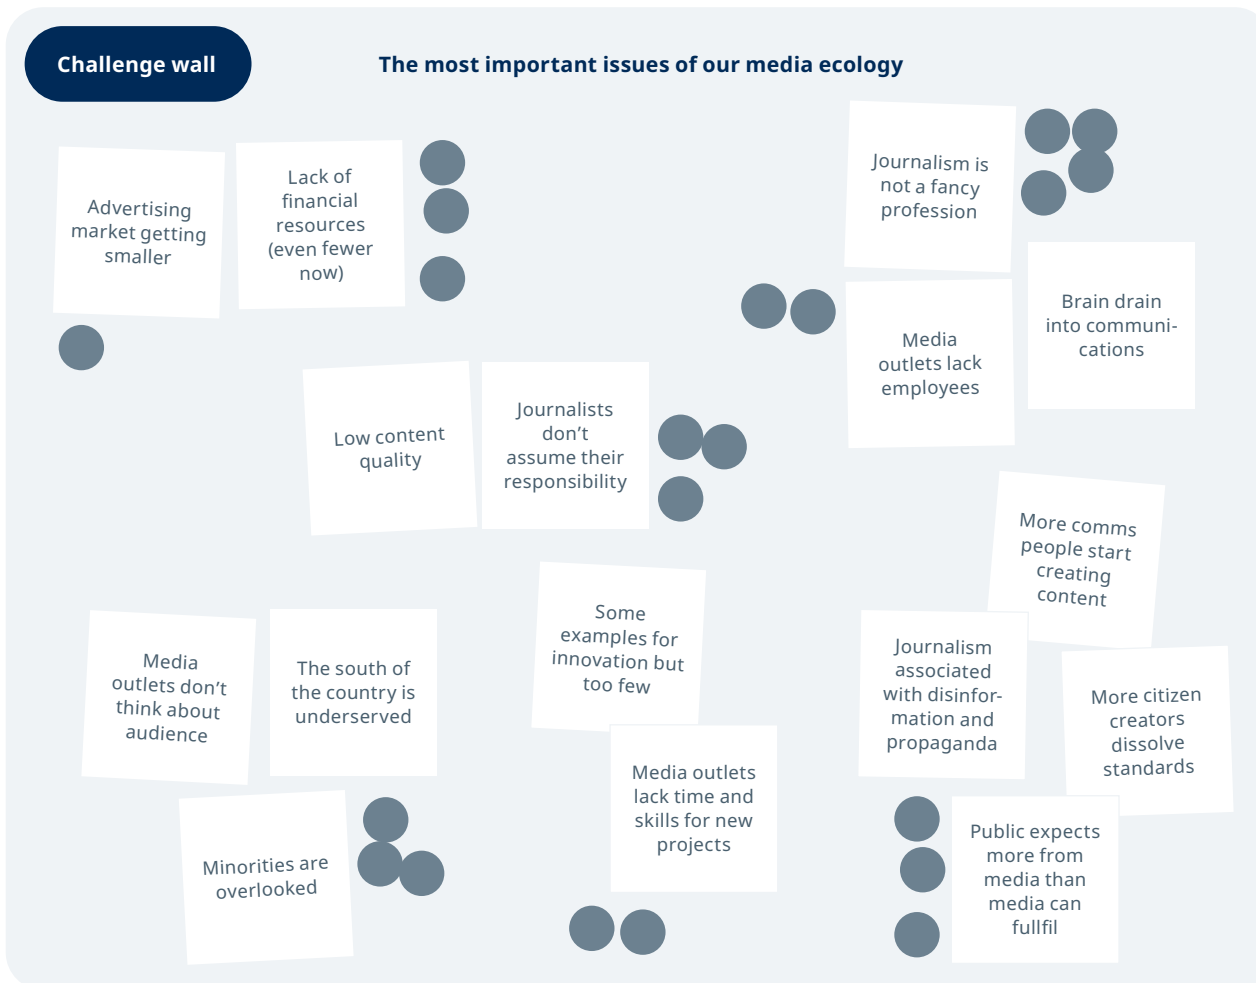 Challenge wall
The most important issues of our media ecology
Advertising
market getting
smaller
Lack of
financial
resources
(even fewer
now)
Journalism is
not a fancy
profession
Media
outlets lack
employees
Brain drain
into communi-
cations
Low content
quality
Journalists
don’t
assume their
responsibility
More comms
people start
creating
content
Media
outlets don’t
think about
audience
The south of
the country is
underserved
Some
examples for
innovation but
too few
Journalism
associated
with disinfor-
mation and
propaganda
More citizen
creators
dissolve
standards
Minorities are
overlooked
Media outlets
lack time and
skills for new
projects
Public expects
more from
media than
media can
fullfil